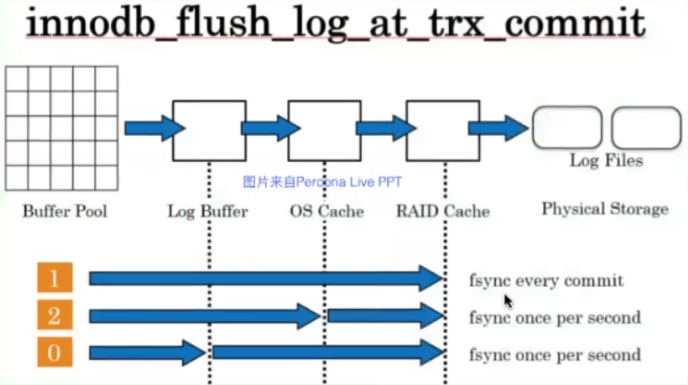 innodb_flush_log_at_trx_commit
Log Files
图片来自Percona Live PPT
Buffer Pool
Log Buffer
OS Cache
RAID Cache
Physical Storage
1
fsync every commit
2
fsync once per second
0
fsync once per second